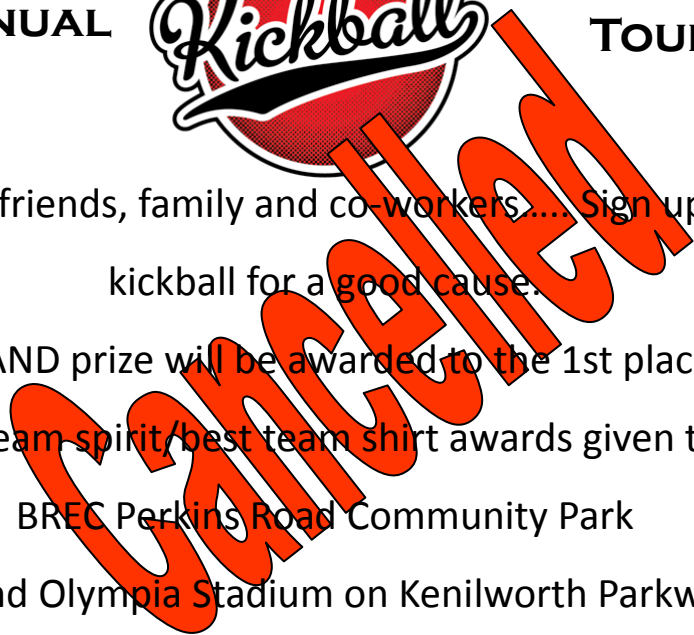 NUAL Kickball TOUR
friends, family and co-workers..... Sign up
kickball for a good cause.
AND prize will be awarded to the 1st plac
eam spirit/best team shirt awards given t
BREC Perkins Road Community Park
nd Olympia Stadium on Kenilworth Parkw
Cancelled